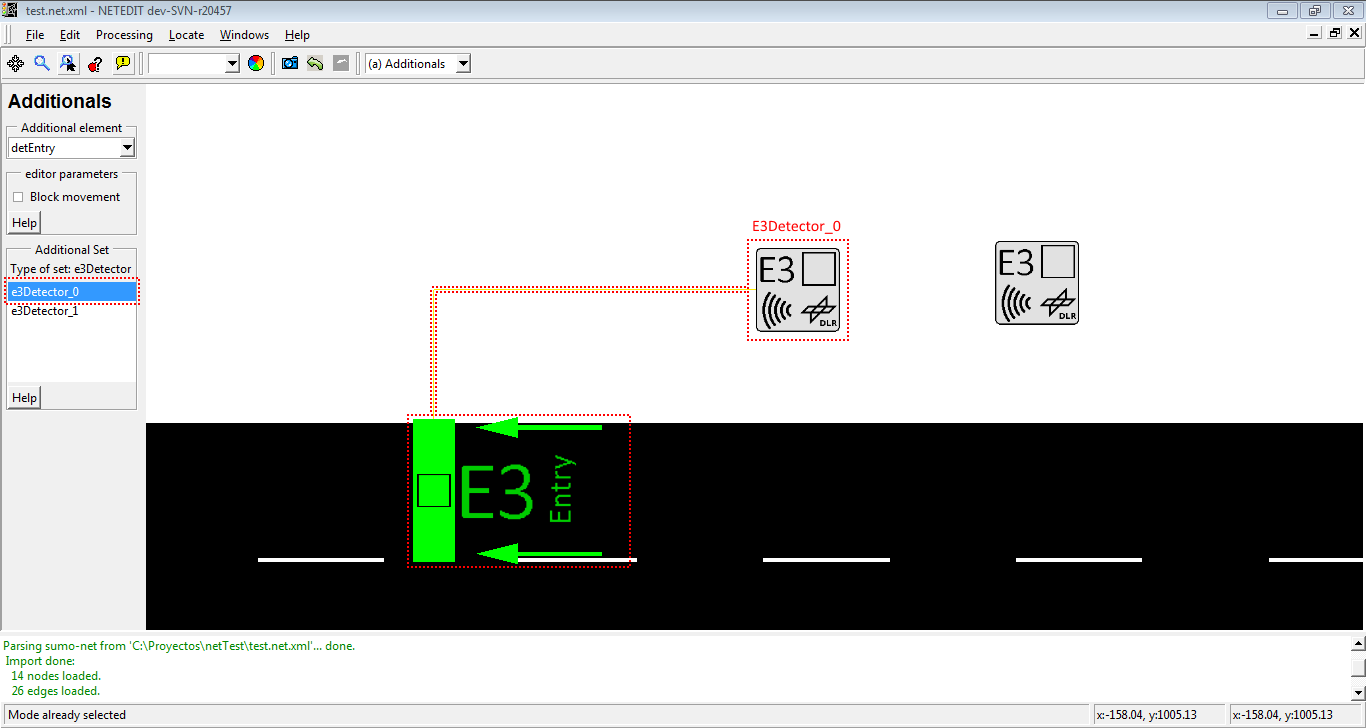 test.net.xml - NETEDIT dev-SVN-r20457
File Edit Processing Locate Windows Help
(a) Additionals
Additionals
Additional element
detEntry
editor parameters
Block movement
Help
Additional Set
Type of set: e3Detector
e3Detector_0
e3Detector_1
Help
E3Detector_0
E3
DLR
E3
DLR
E3
Entry
Parsing sumo-net from 'C:\Proyectos\netTest\test.net.xml'... done.
Import done:
14 nodes loaded.
26 edges loaded.
Mode already selected
x:-158.04, y:1005.13
x:-158.04, y:1005.13